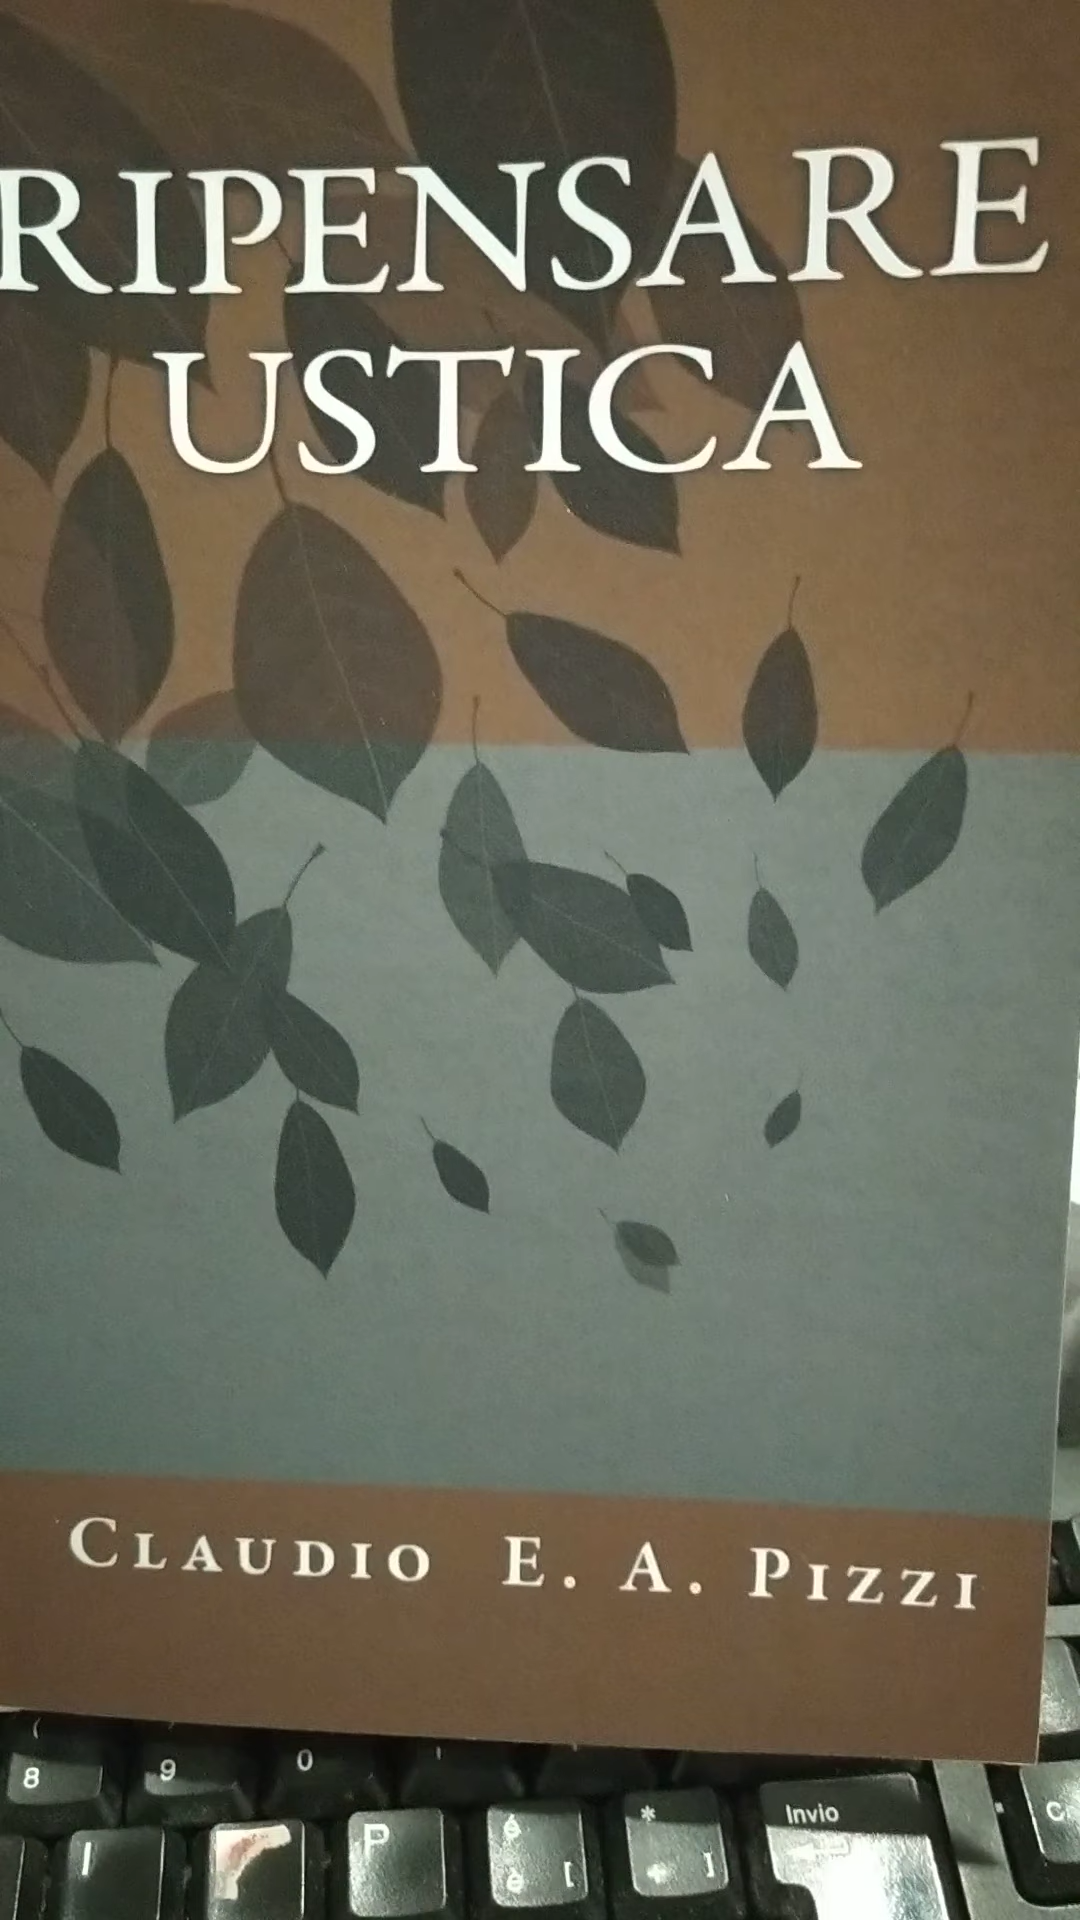 RIPENSARE
USTICA
CLAUDIO E. A. PIZZI
( 8 9 0 '
I P é è [ * + ] Invio